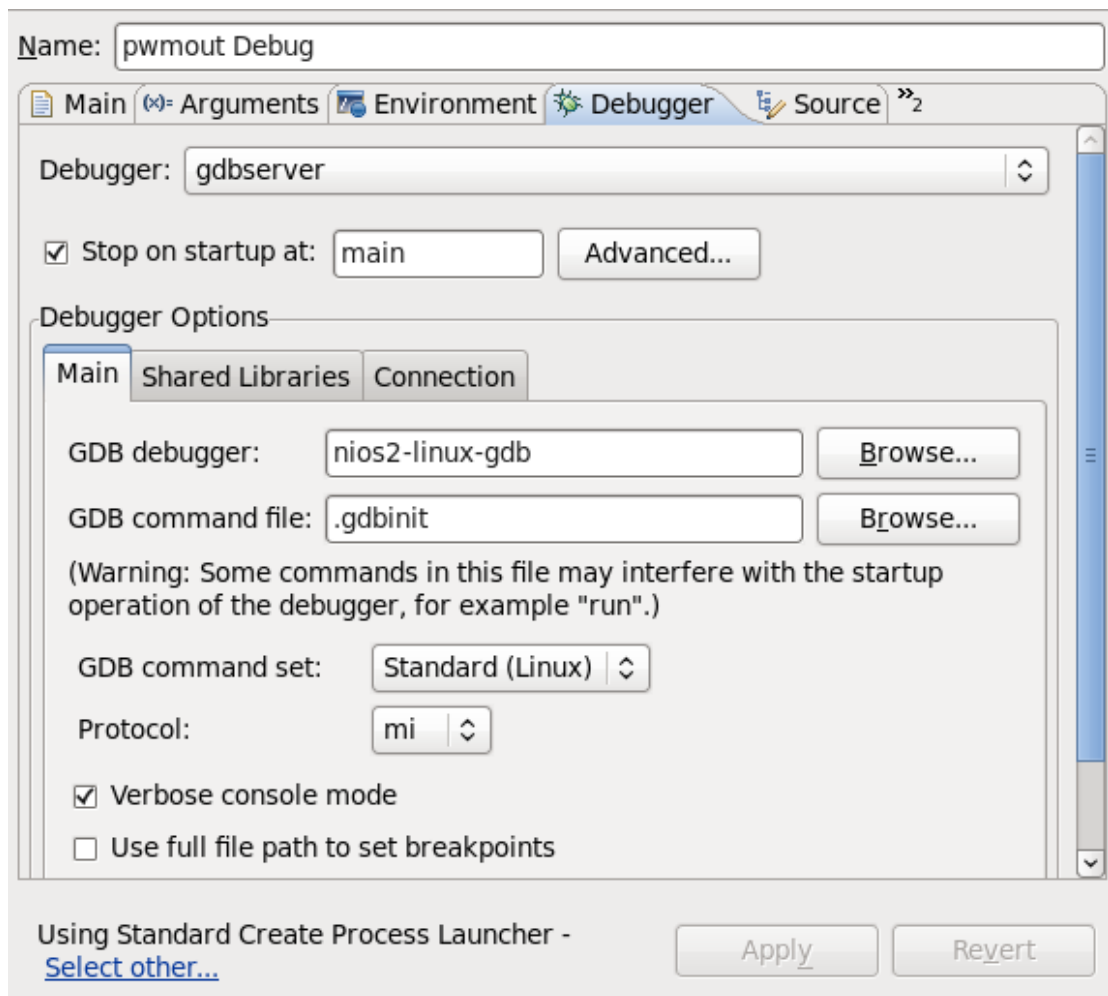 Name: pwmout Debug
Main (x)= Arguments Environment Debugger Source »2
Debugger: gdbserver
Stop on startup at: main Advanced...
Debugger Options
Main Shared Libraries Connection
GDB debugger: nios2-linux-gdb Browse...
GDB command file: .gdbinit Browse...
(Warning: Some commands in this file may interfere with the startup
operation of the debugger, for example "run".)
GDB command set: Standard (Linux)
Protocol: mi
Verbose console mode
Use full file path to set breakpoints
Using Standard Create Process Launcher -
Select other...
Apply Revert